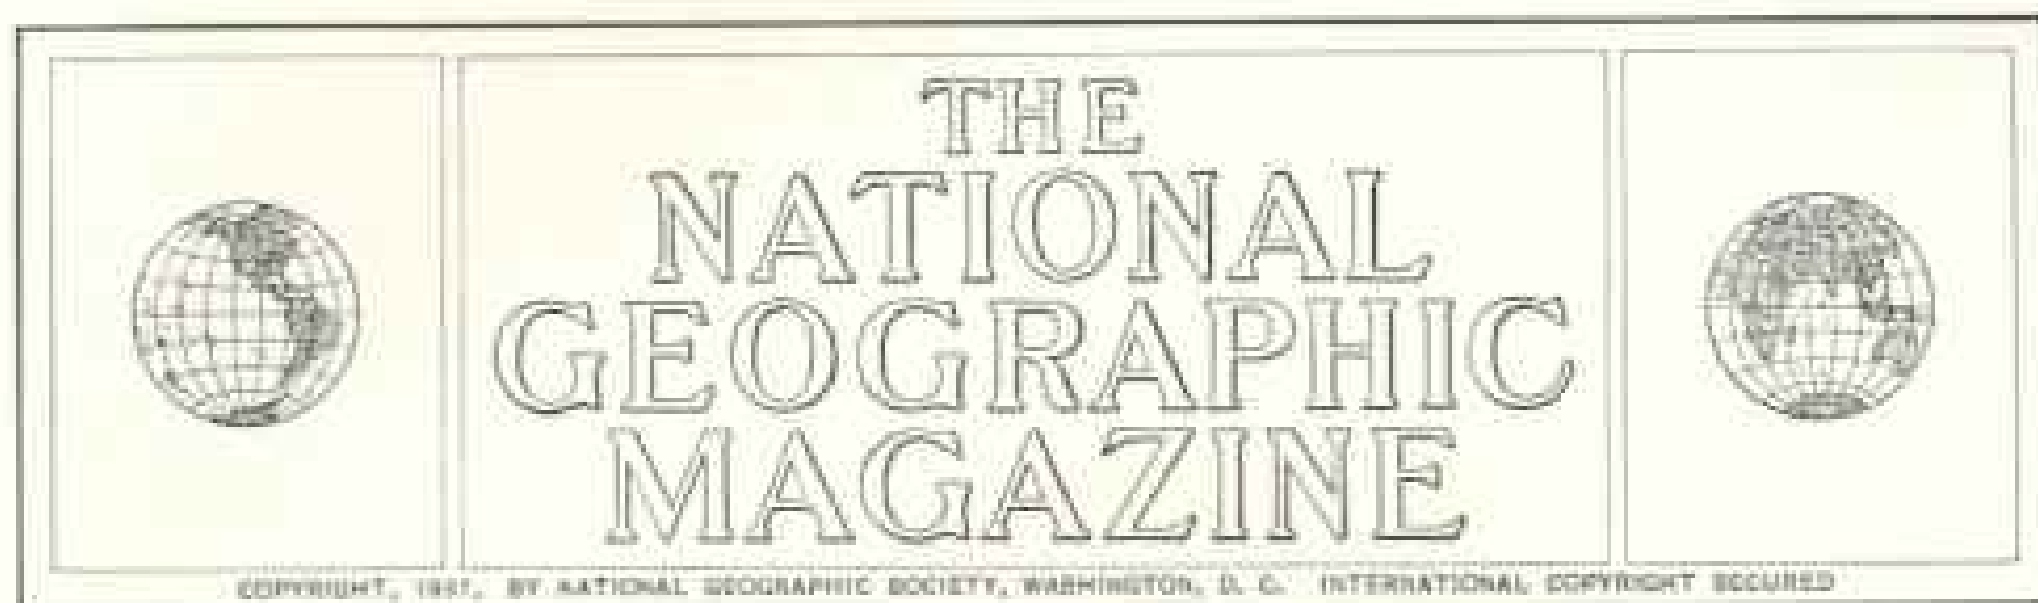 THE
NATIONAL
GEOGRAPHIC
MAGAZINE
COPYRIGHT, BY NATIONAL GEOGRAPHIC SOCIETY, WASHINGTON, D. C. INTERNATIONAL COPYRIGHT SECURED